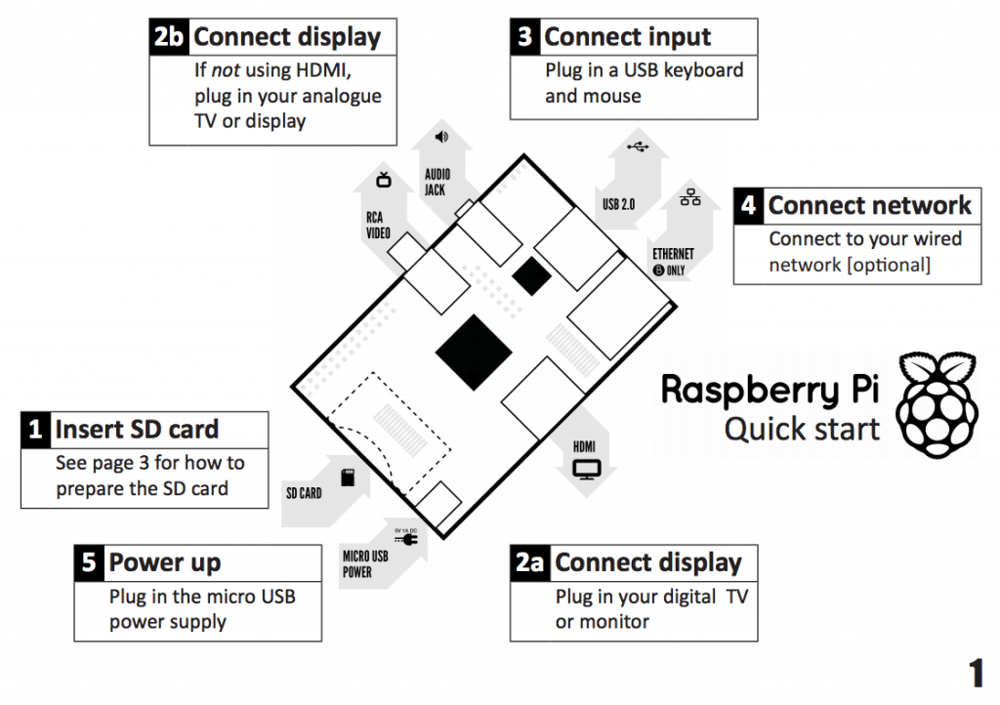 2b Connect display
If not using HDMI,
plug in your analogue
TV or display
3 Connect input
Plug in a USB keyboard
and mouse
AUDIO
JACK
RCA
VIDEO
USB 2.0
ETHERNET
B ONLY
4 Connect network
Connect to your wired
network [optional]
Raspberry Pi
Quick start
1 Insert SD card
See page 3 for how to
prepare the SD card
HDMI
SD CARD
5V 1A DC
MICRO USB
POWER
5 Power up
Plug in the micro USB
power supply
2a Connect display
Plug in your digital TV
or monitor
1